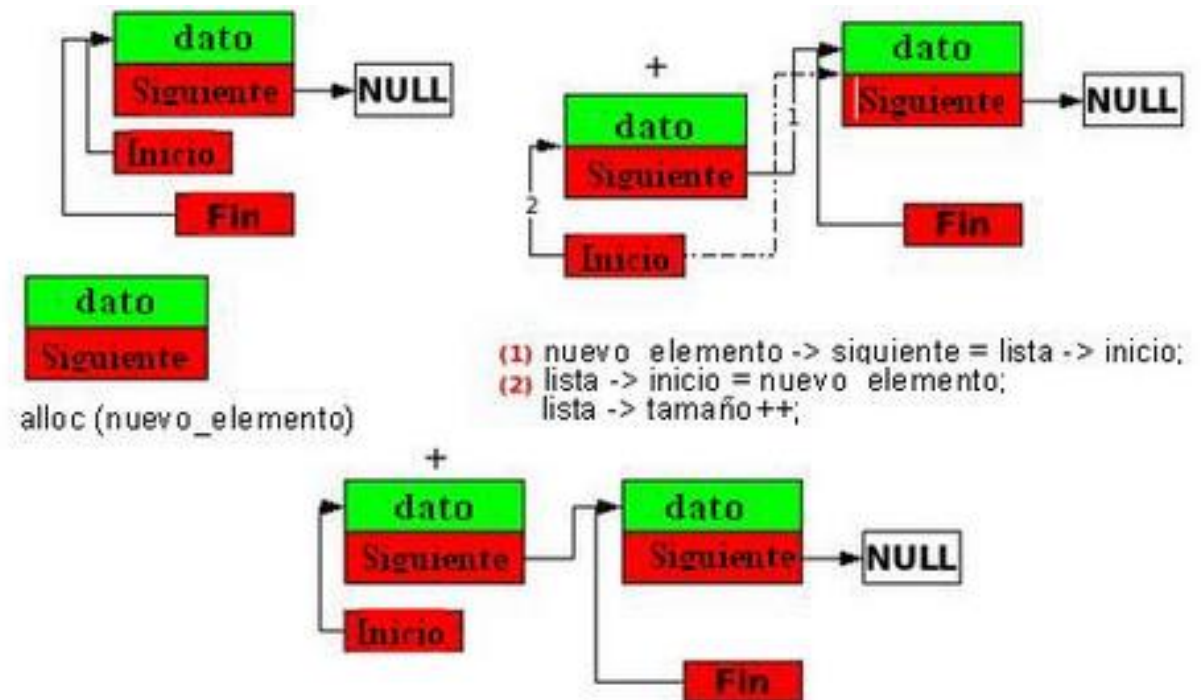 dato
Siguiente
NULL
Inicio
Fin
dato
Siguiente
alloc (nuevo_elemento)
+
dato
Siguiente
1
2
Inicio
dato
Siguiente
NULL
Fin
(1) nuevo elemento -> siquiente = lista -> inicio;
(2) lista -> inicio = nuevo elemento;
lista -> tamaño++;
+
dato
Siguiente
Inicio
dato
Siguiente
NULL
Fin